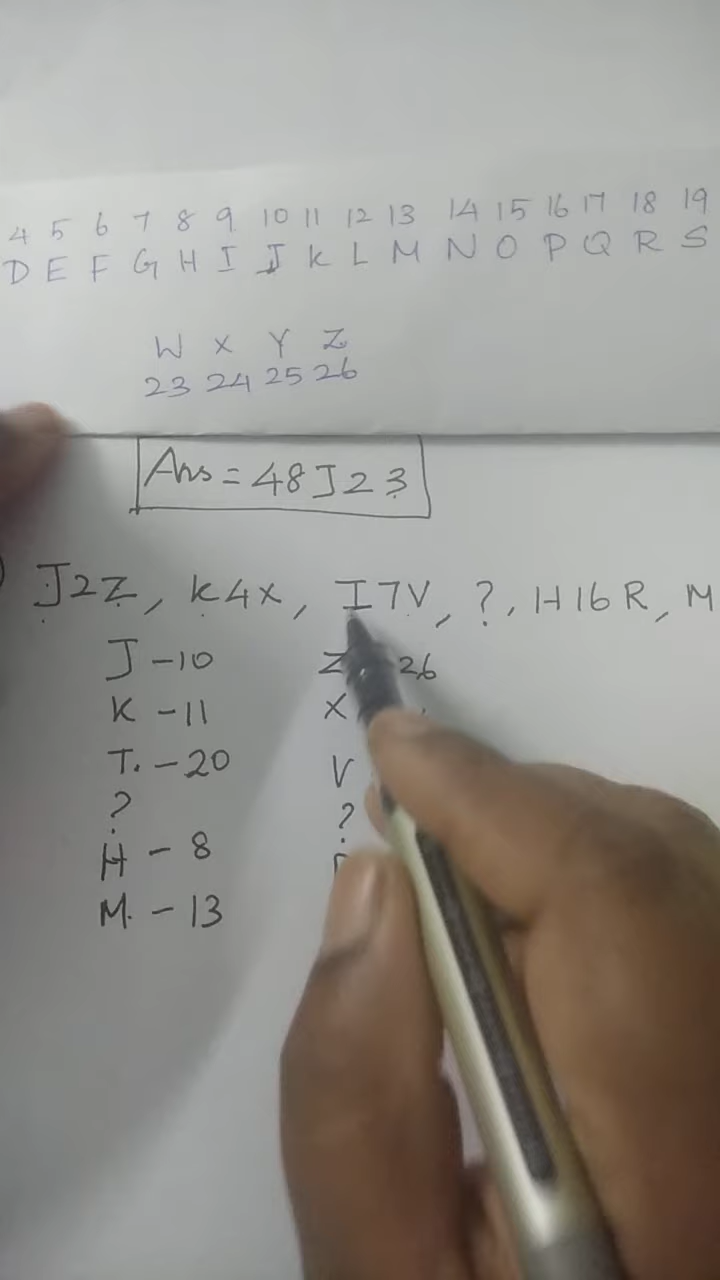 4 5 6 7 8 9 10 11 12 13 14 15 16 17 18 19
D E F G H I J K L M N O P Q R S
W X Y Z
23 24 25 26
Ans = 48J23
J2Z, K4X, I7V, ?, H16R, M
J - 10 Z 26
K - 11 X
T. - 20 V
? ?
H - 8
M. - 13